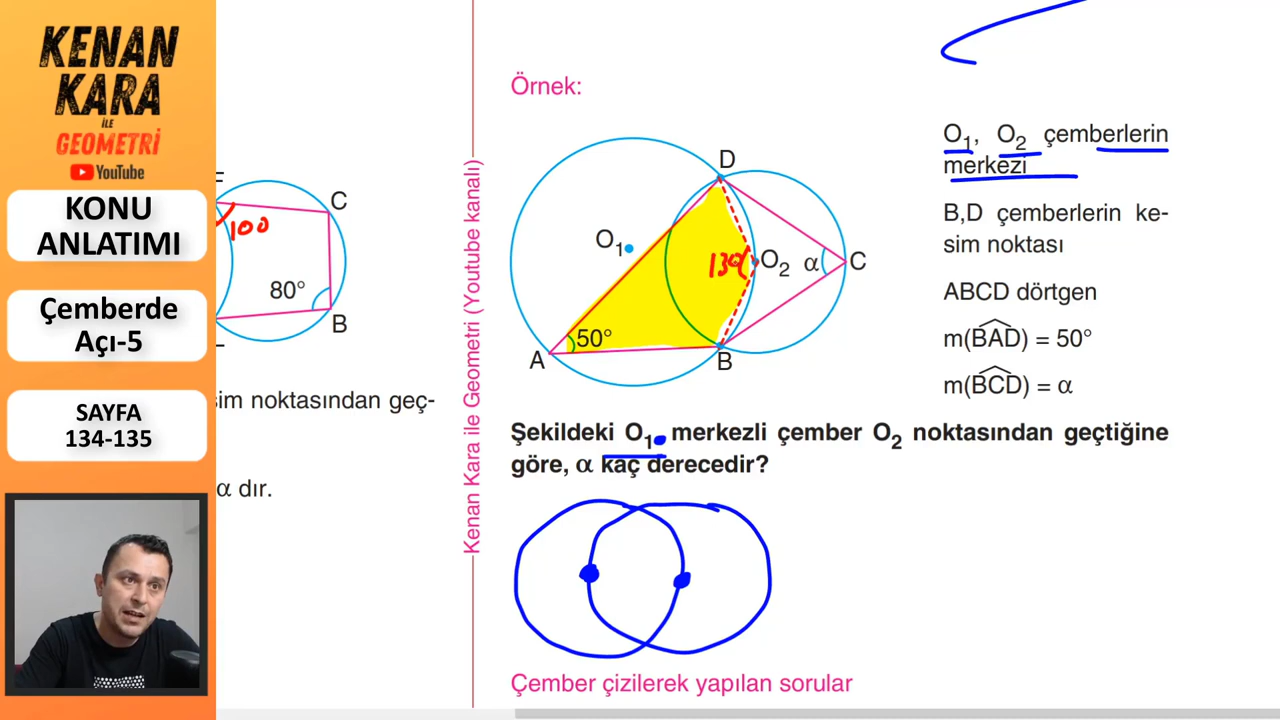 KENAN
KARA
İLE
GEOMETRİ
YouTube
KONU
ANLATIMI
Çemberde
Açı-5
SAYFA
134-135
C
100
80°
B
sim noktasından geç-
α dır.
Kenan Kara ile Geometri (Youtube kanalı)
Örnek:
D
O1
130
O2
α
C
50°
A
B
O1, O2 çemberlerin
merkezi
B,D çemberlerin ke-
sim noktası
ABCD dörtgen
m(BAD) = 50°
m(BCD) = α
Şekildeki O1 merkezli çember O2 noktasından geçtiğine
göre, α kaç derecedir?
Çember çizilerek yapılan sorular